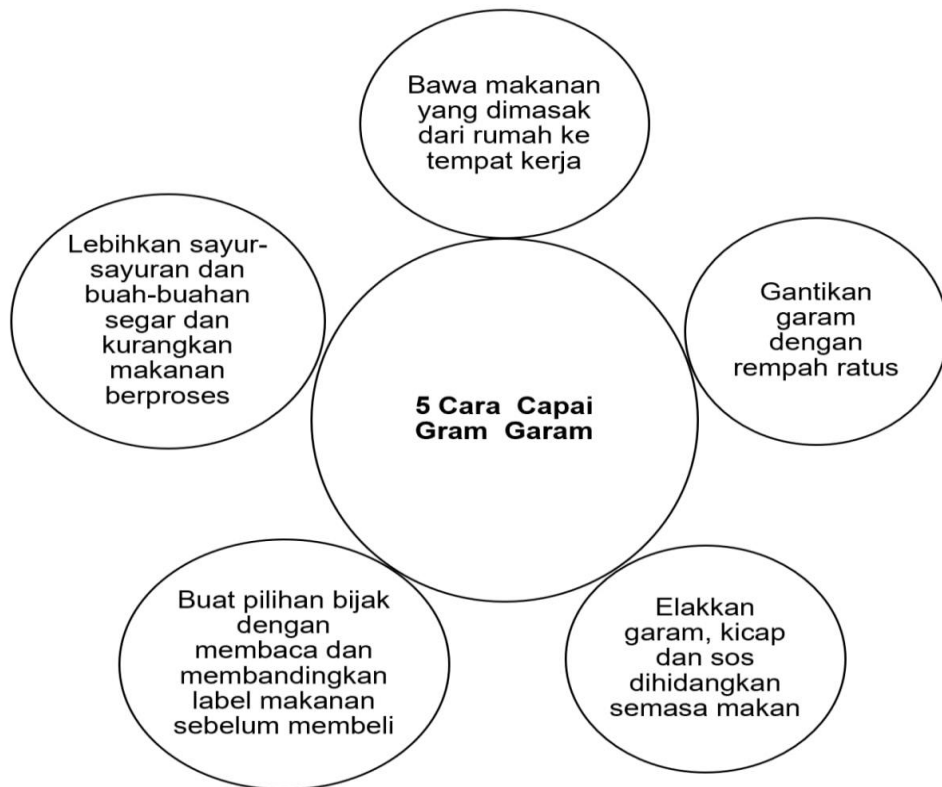 Bawa makanan
yang dimasak
dari rumah ke
tempat kerja
Lebihkan sayur-
sayuran dan
buah-buahan
segar dan
kurangkan
makanan
berproses
Gantikan
garam
dengan
rempah ratus
5 Cara Capai
Gram Garam
Buat pilihan bijak
dengan
membaca dan
membandingkan
label makanan
sebelum membeli
Elakkan
garam, kicap
dan sos
dihidangkan
semasa makan